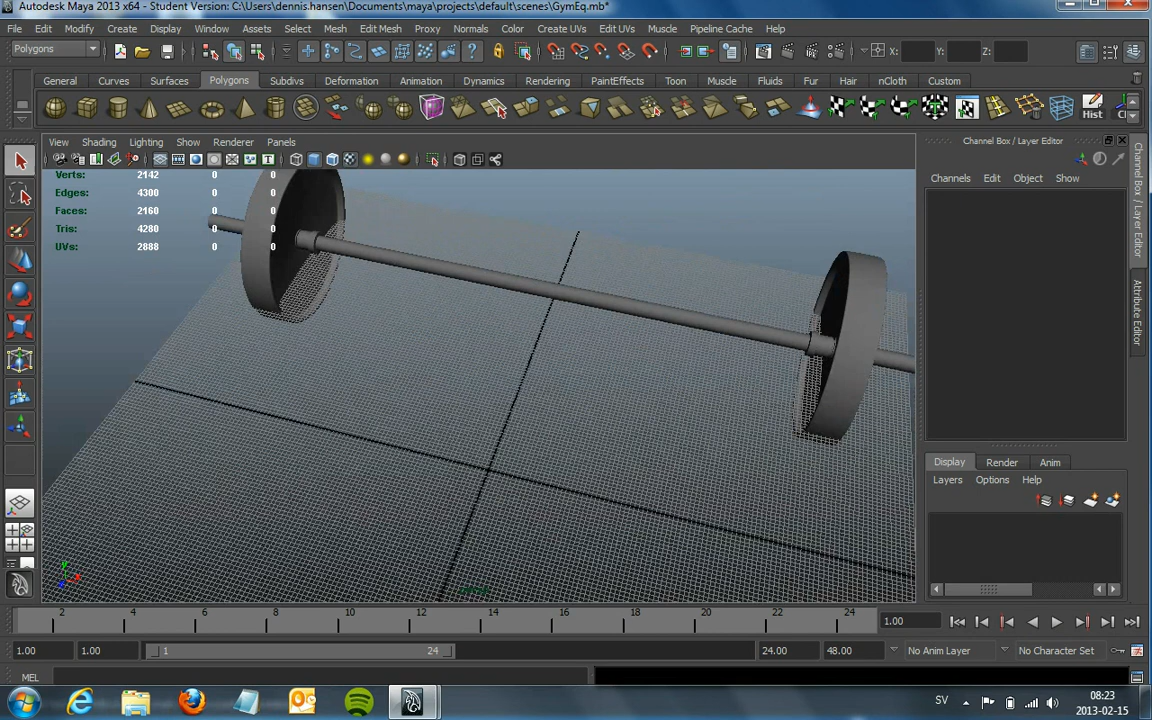 Autodesk Maya 2013 x64 - Student Version: C:\Users\dennis.hansen\Documents\maya\projects\default\scenes\GymEq.mb*
File Edit Modify Create Display Window Assets Select Mesh Edit Mesh Proxy Normals Color Create UVs Edit UVs Muscle Pipeline Cache Help
Polygons X: Y: Z:
General Curves Surfaces Polygons Subdivs Deformation Animation Dynamics Rendering PaintEffects Toon Muscle Fluids Fur Hair nCloth Custom
Hist
View Shading Lighting Show Renderer Panels
Channel Box / Layer Editor
Verts: 2142 0 0
Edges: 4300 0 0
Faces: 2160 0 0
Tris: 4280 0 0
UVs: 2888 0 0
Channels Edit Object Show
Channel Box / Layer Editor
Attribute Editor
Display Render Anim
Layers Options Help
y
x
z
2 4 6 8 10 12 14 16 18 20 22 24
1.00
1.00 1.00 1 24 24.00 48.00 No Anim Layer No Character Set
MEL
SV 08:23
2013-02-15